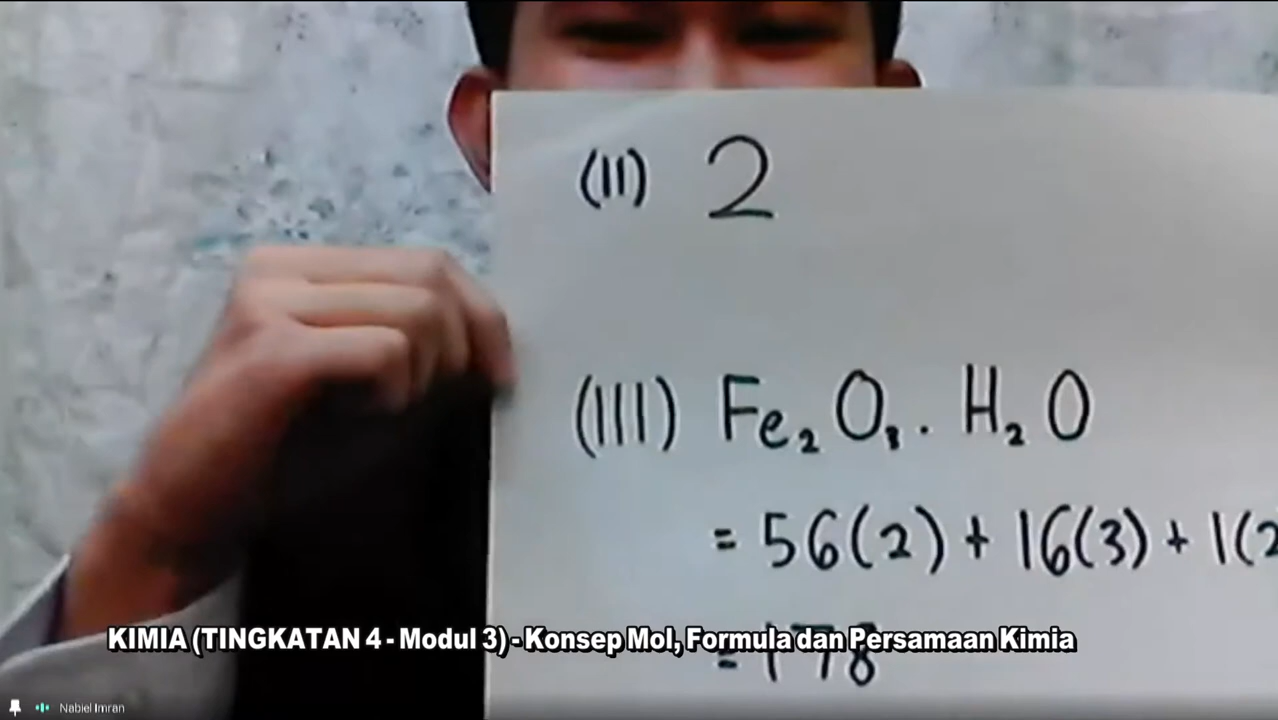 (II) 2
(III) Fe₂O₃. H₂O
= 56(2) + 16(3) + 1(2
= 178
KIMIA (TINGKATAN 4 - Modul 3) - Konsep Mol, Formula dan Persamaan Kimia
Nabiel Imran